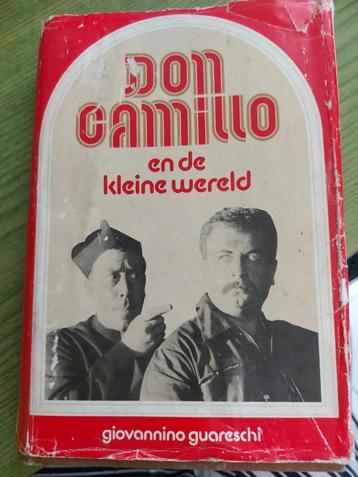 Don
Camillo
en de
kleine wereld
giovannino guareschi